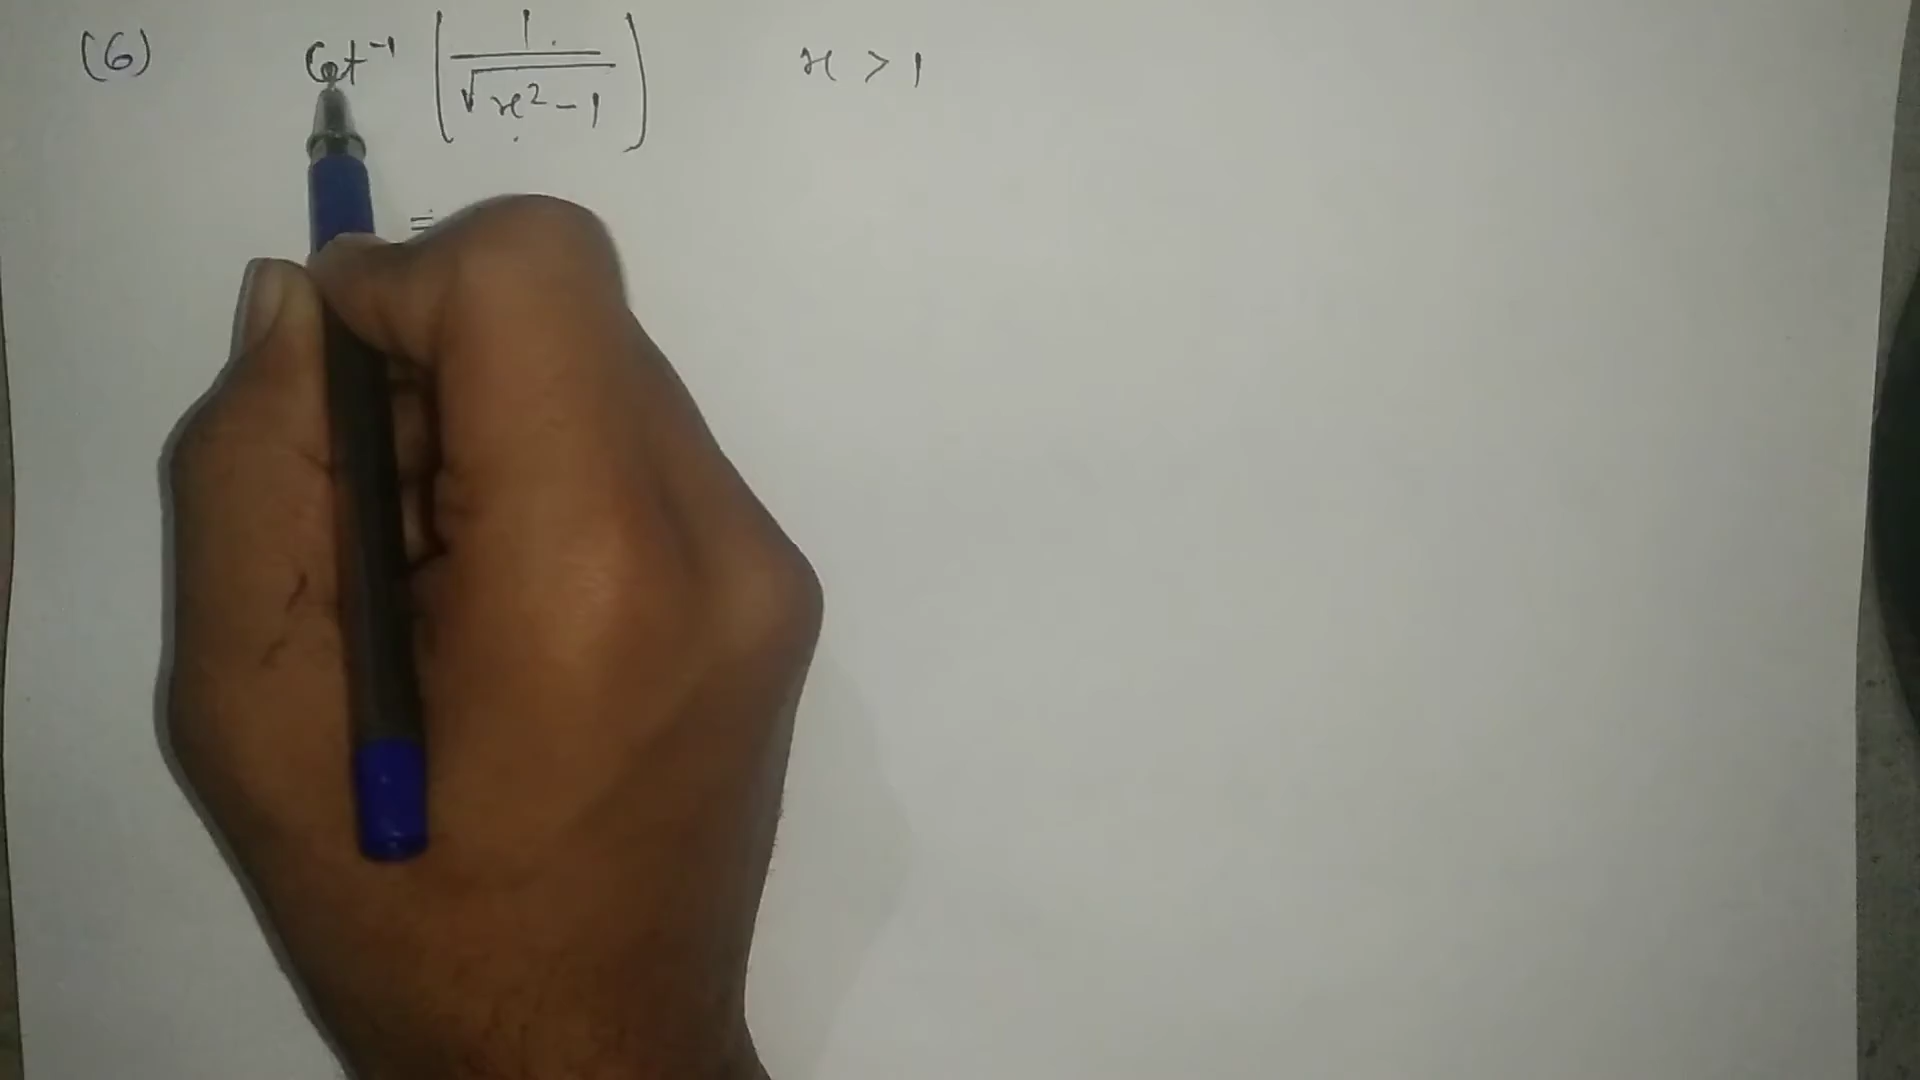 (6) Cot⁻¹ (1/√(x²-1)) x > 1
=